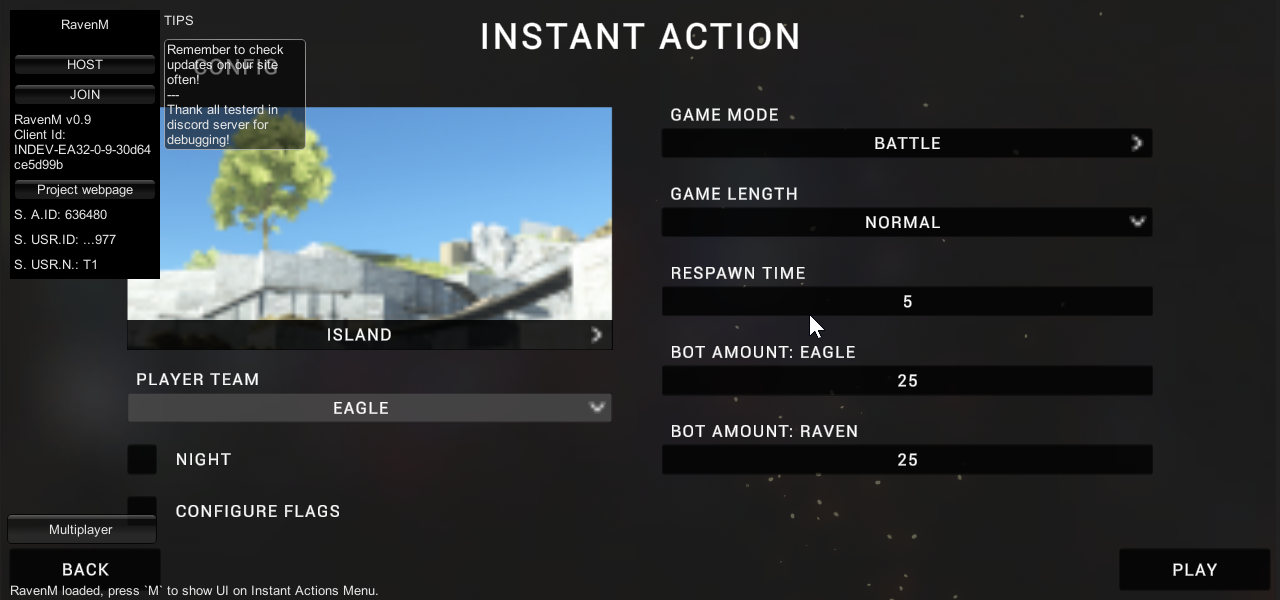 RavenM
HOST
JOIN
RavenM v0.9
Client Id:
INDEV-EA32-0-9-30d64
ce5d99b
Project webpage
S. A.ID: 636480
S. USR.ID: ...977
S. USR.N.: T1
TIPS
CONFIG
Remember to check
updates on our site
often!
---
Thank all testerd in
discord server for
debugging!
INSTANT ACTION
ISLAND
PLAYER TEAM
EAGLE
NIGHT
CONFIGURE FLAGS
GAME MODE
BATTLE
GAME LENGTH
NORMAL
RESPAWN TIME
5
BOT AMOUNT: EAGLE
25
BOT AMOUNT: RAVEN
25
Multiplayer
BACK
PLAY
RavenM loaded, press `M` to show UI on Instant Actions Menu.